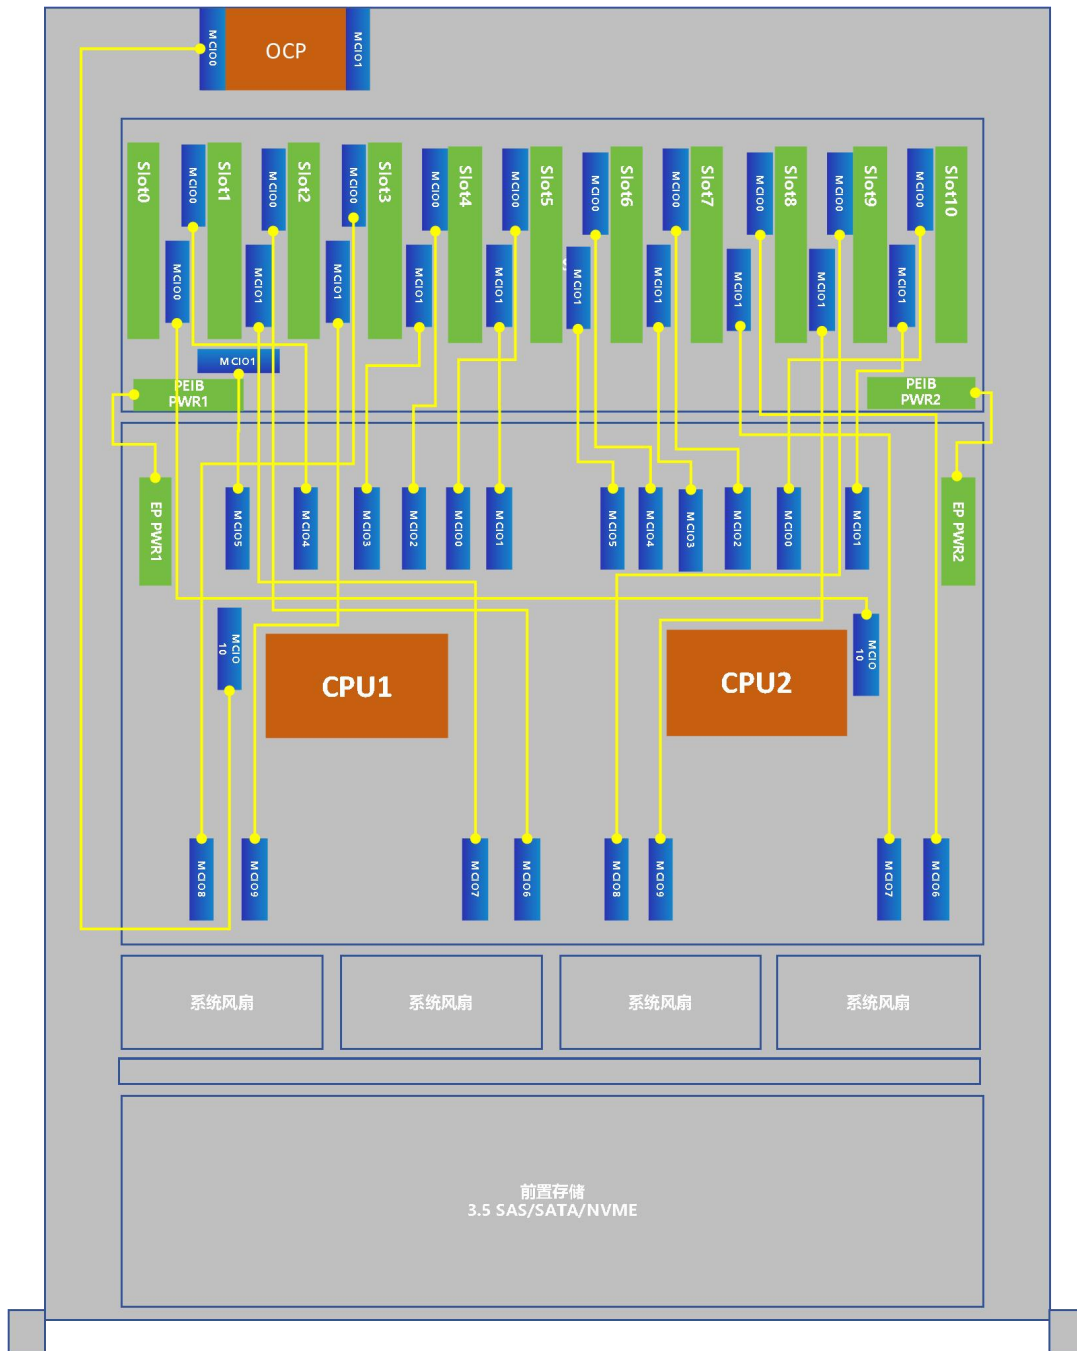 MCIO0
OCP
MCIO1
Slot0
MCIO0
Slot1
MCIO0
Slot2
MCIO0
Slot3
MCIO0
Slot4
MCIO0
Slot5
MCIO0
Slot6
MCIO0
Slot7
MCIO0
Slot8
MCIO0
Slot9
MCIO0
Slot10
MCIO0
MCIO1
MCIO1
MCIO1
MCIO1
MCIO1
MCIO1
MCIO1
MCIO1
MCIO1
MCIO1
PEIB
PWR1
PEIB
PWR2
EP PWR1
MCIO5
MCIO4
MCIO3
MCIO2
MCIO0
MCIO1
MCIO5
MCIO4
MCIO3
MCIO2
MCIO0
MCIO1
EP PWR2
MCIO
10
CPU1
CPU2
MCIO
10
MCIO8
MCIO9
MCIO7
MCIO6
MCIO8
MCIO9
MCIO7
MCIO6
系统风扇
系统风扇
系统风扇
系统风扇
前置存储
3.5 SAS/SATA/NVME